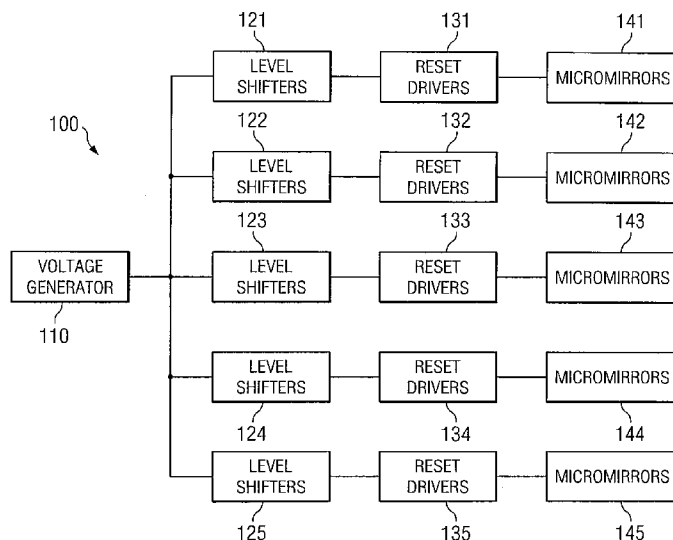 121 131 141
LEVEL SHIFTERS RESET DRIVERS MICROMIRRORS
100
122 132 142
LEVEL SHIFTERS RESET DRIVERS MICROMIRRORS
123 133 143
VOLTAGE GENERATOR LEVEL SHIFTERS RESET DRIVERS MICROMIRRORS
110
LEVEL SHIFTERS RESET DRIVERS MICROMIRRORS
124 134 144
LEVEL SHIFTERS RESET DRIVERS MICROMIRRORS
125 135 145